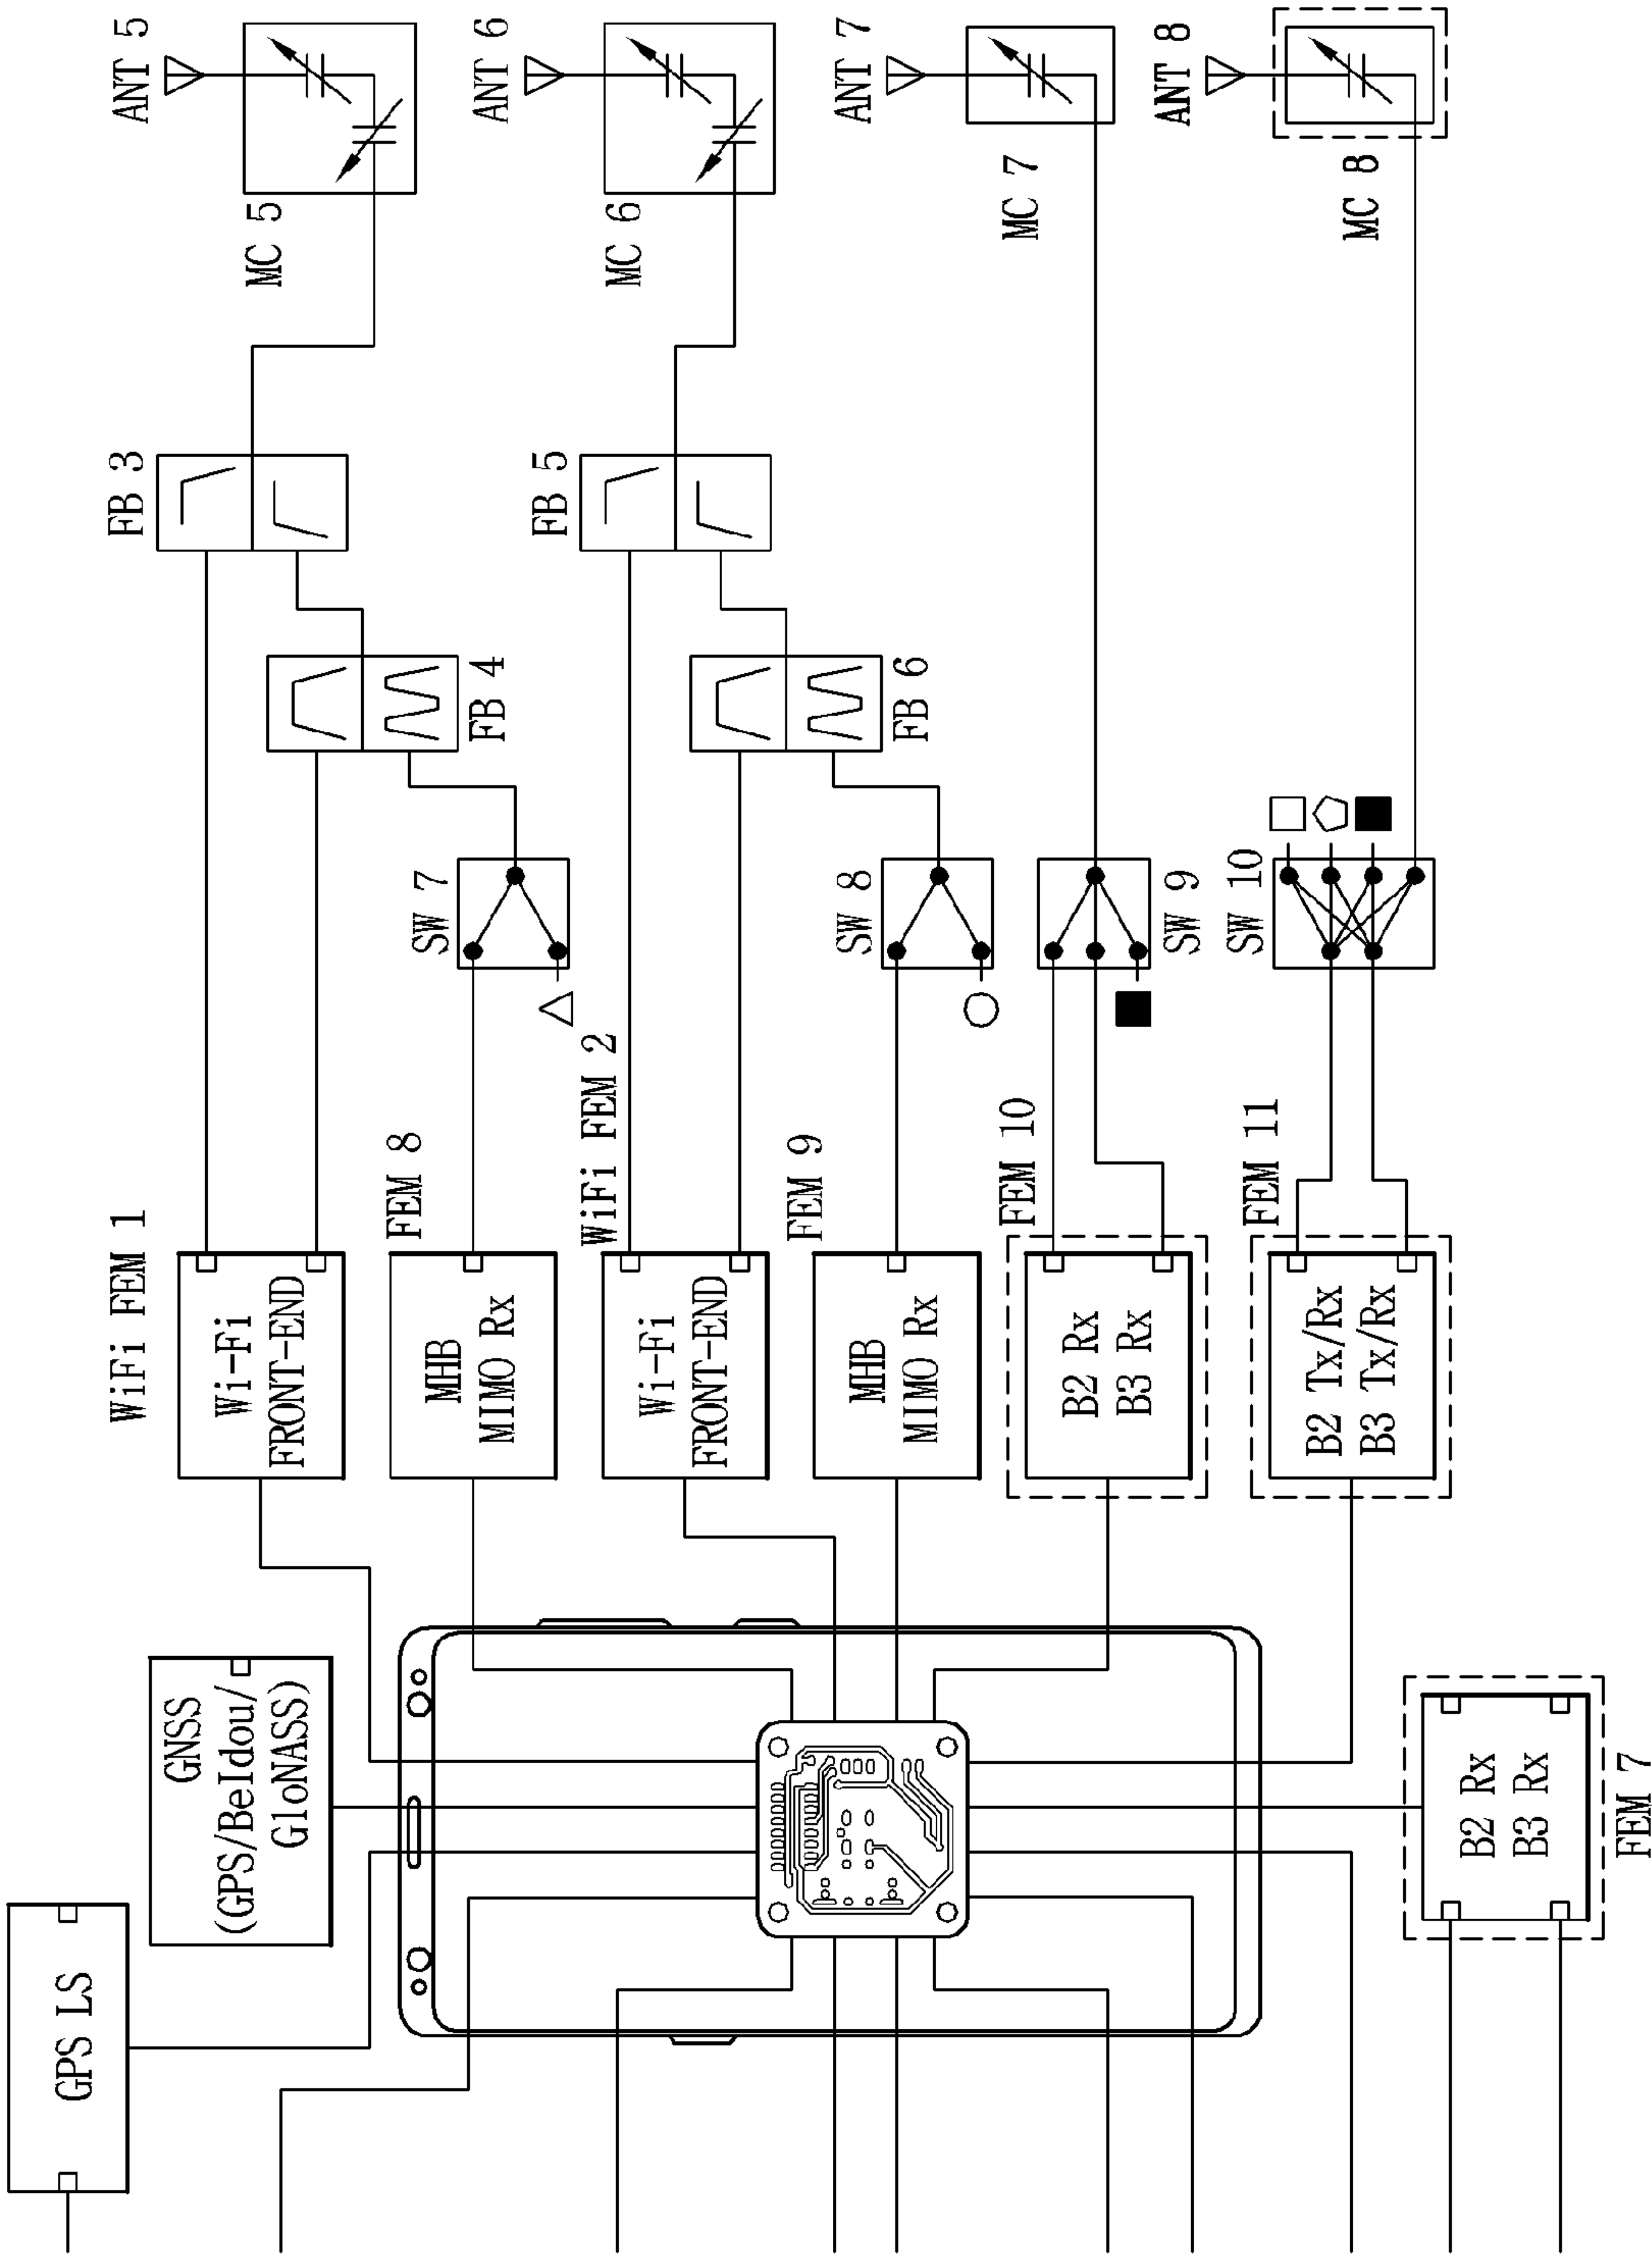 GPS LS
GNSS
(GPS/BeIdou/
GloNASS)
WiFi FEM 1
Wi-Fi
FRONT-END
FB 3
MC 5
ANT 5
FB 4
FEM 8
MHB
MIMO Rx
SW 7
WiFi FEM 2
Wi-Fi
FRONT-END
FB 5
MC 6
ANT 6
FB 6
FEM 9
MHB
MIMO Rx
SW 8
FEM 10
B2 Rx
B3 Rx
SW 9
MC 7
ANT 7
FEM 11
B2 Tx/Rx
B3 Tx/Rx
SW 10
MC 8
ANT 8
B2 Rx
B3 Rx
FEM 7